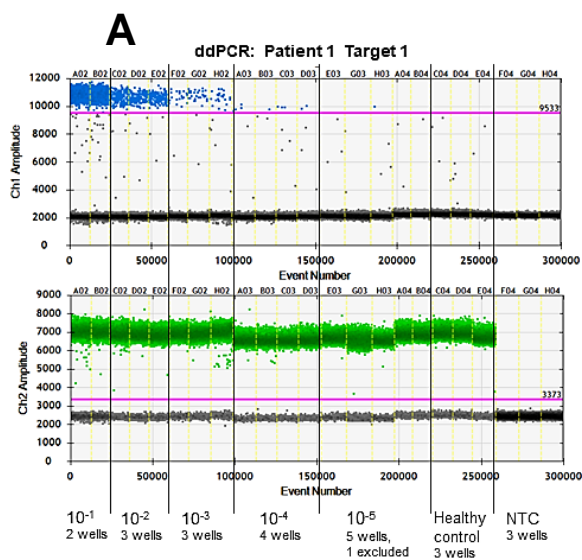 A
ddPCR: Patient 1 Target 1
A02 B02 C02 D02 E02 F02 G02 H02 A03 B03 C03 D03 E03 G03 H03 A04 B04 C04 D04 E04 F04 G04 H04
Ch1 Amplitude
12000
10000
8000
6000
4000
2000
0
9533
0 50000 100000 150000 200000 250000 300000
Event Number
A02 B02 C02 D02 E02 F02 G02 H02 A03 B03 C03 D03 E03 G03 H03 A04 B04 C04 D04 E04 F04 G04 H04
Ch2 Amplitude
9000
8000
7000
6000
5000
4000
3000
2000
1000
0
3373
0 50000 100000 150000 200000 250000 300000
Event Number
10-1 10-2 10-3 10-4 10-5 Healthy NTC
2 wells 3 wells 3 wells 4 wells 5 wells, control 3 wells
1 excluded 3 wells